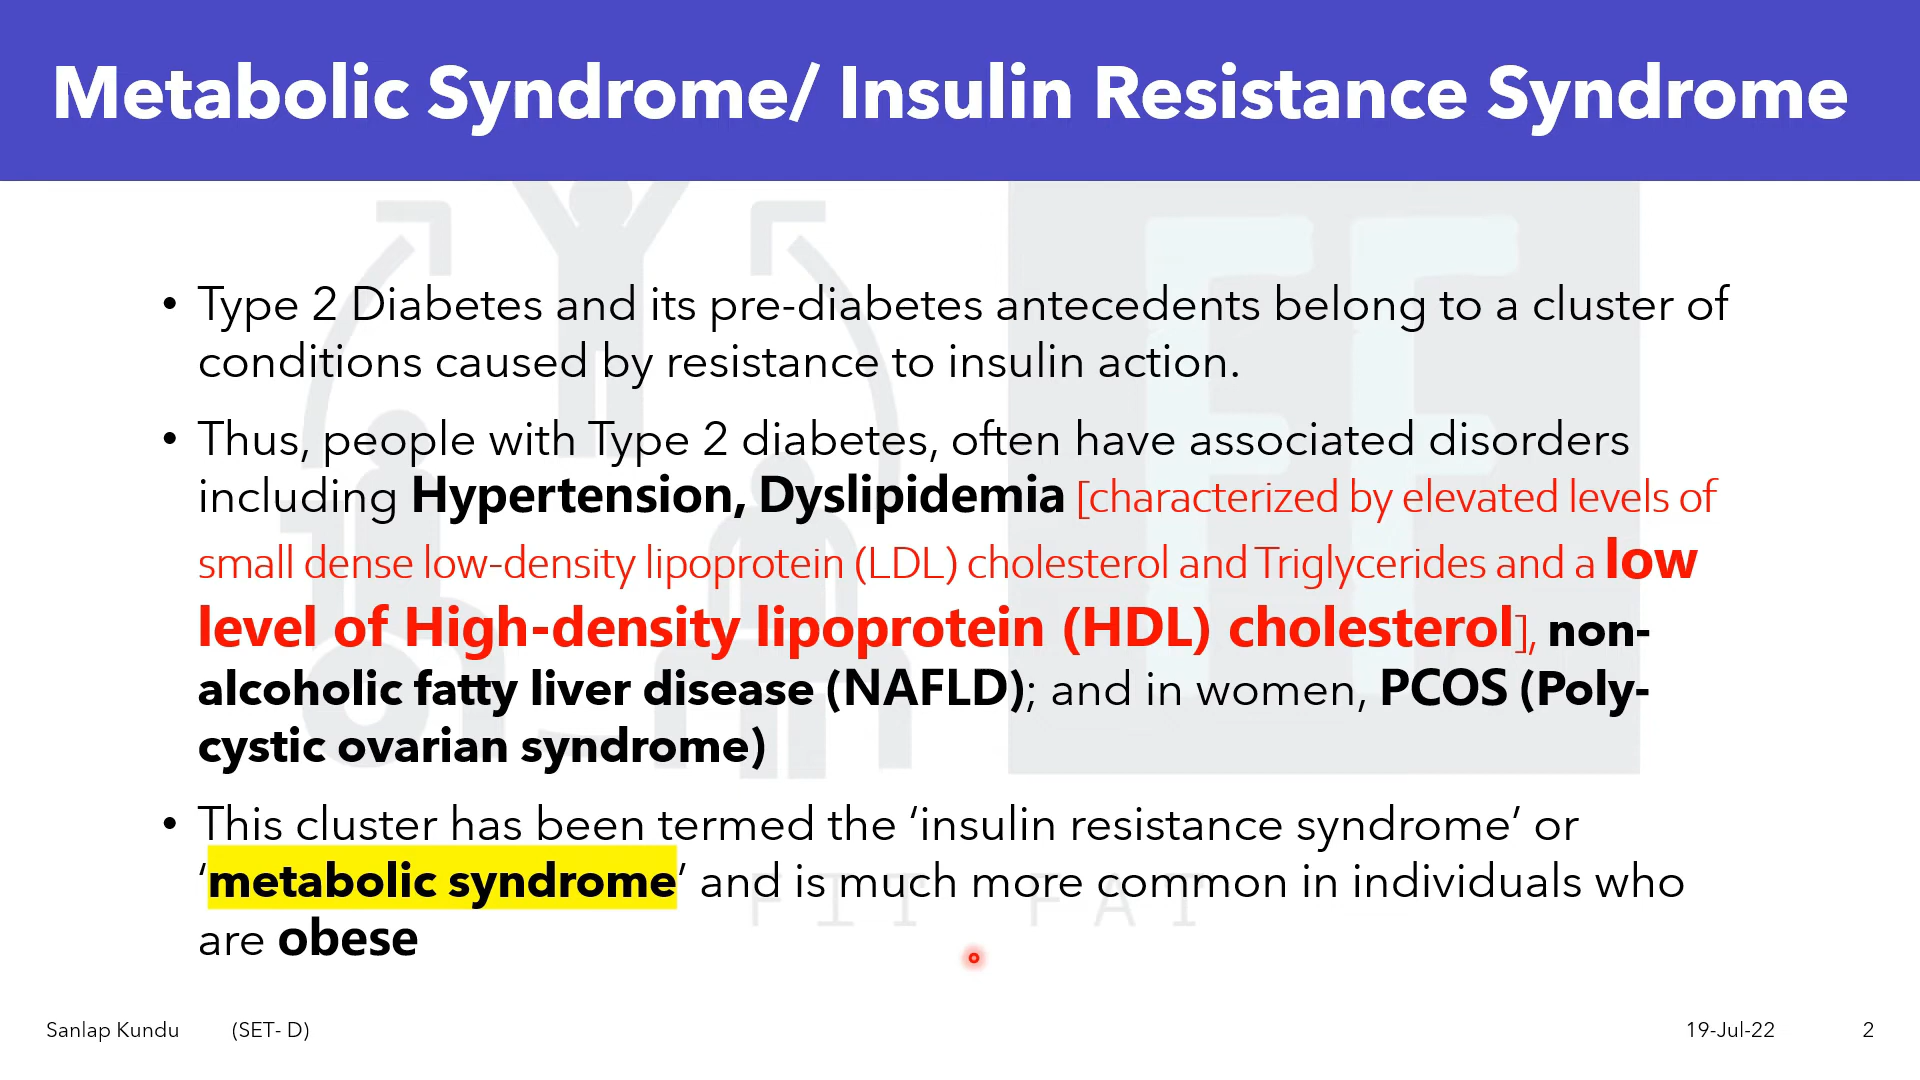 Metabolic Syndrome/ Insulin Resistance Syndrome
• Type 2 Diabetes and its pre-diabetes antecedents belong to a cluster of
conditions caused by resistance to insulin action.
• Thus, people with Type 2 diabetes, often have associated disorders
including Hypertension, Dyslipidemia [characterized by elevated levels of
small dense low-density lipoprotein (LDL) cholesterol and Triglycerides and a low
level of High-density lipoprotein (HDL) cholesterol], non-
alcoholic fatty liver disease (NAFLD); and in women, PCOS (Poly-
cystic ovarian syndrome)
• This cluster has been termed the ‘insulin resistance syndrome’ or
‘metabolic syndrome’ and is much more common in individuals who
are obese
FF
FIT FAT
Sanlap Kundu (SET- D) 19-Jul-22 2